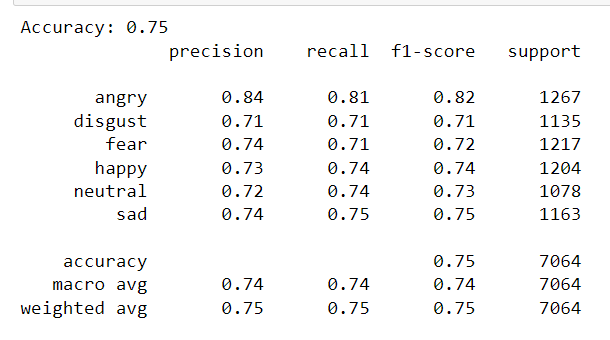 Accuracy: 0.75
precision recall f1-score support
angry 0.84 0.81 0.82 1267
disgust 0.71 0.71 0.71 1135
fear 0.74 0.71 0.72 1217
happy 0.73 0.74 0.74 1204
neutral 0.72 0.74 0.73 1078
sad 0.74 0.75 0.75 1163
accuracy 0.75 7064
macro avg 0.74 0.74 0.74 7064
weighted avg 0.75 0.75 0.75 7064